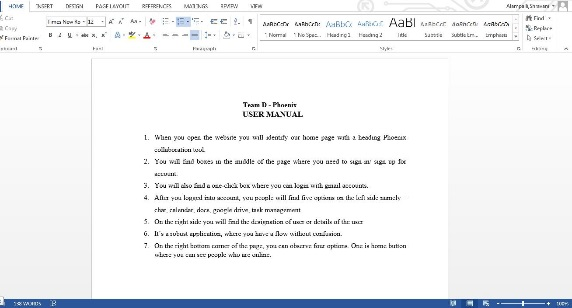 HOME INSERT DESIGN PAGE LAYOUT REFERENCES MAILINGS REVIEW VIEW
Cut
Copy
Format Painter
Times New Ro 12
Font
Paragraph
AaBbCcDc AaBbCcDc AaBbCc AaBbCcC AaBl AaBbCcC AaBbCcDc AaBbCcDc
1 Normal 1 No Spac... Heading 1 Heading 2 Title Subtitle Subtle Em... Emphasis
Styles
Find
Replace
Select
Editing
Team D - Phoenix
USER MANUAL
1. When you open the website you will identify our home page with a heading Phoenix
collaboration tool.
2. You will find boxes in the middle of the page where you need to sign in/ sign up for
account.
3. You will also find a one-click box where you can login with gmail accounts.
4. After you logged into account, you people will find five options on the left side namely
chat, calendar, docs, google drive, task management.
5. On the right side you will find the designation of user or details of the user
6. It's a robust application, where you have a flow without confusion.
7. On the right bottom corner of the page, you can observe four options. One is home button
where you can see people who are online.
138 WORDS
100%